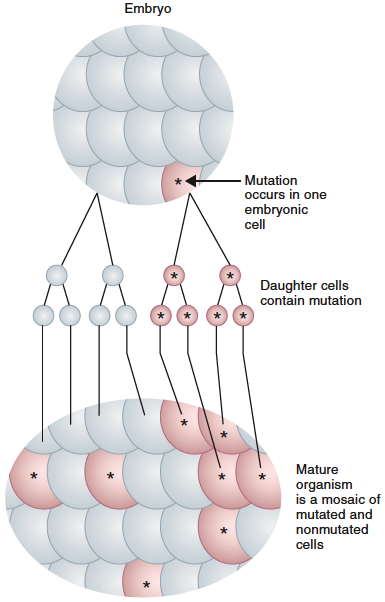 Embryo
*
Mutation
occurs in one
embryonic
cell
* *
Daughter cells
contain mutation
* * * *
*
*
* * * *
Mature
organism
is a mosaic of
mutated and
nonmutated
cells
*
*